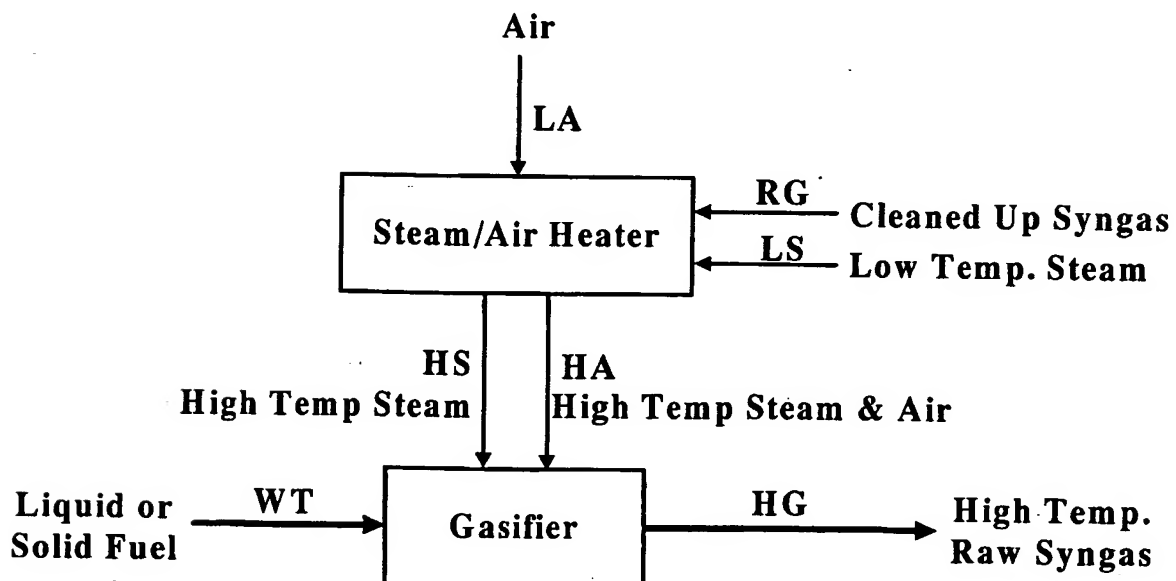 Air
LA
Steam/Air Heater
RG
Cleaned Up Syngas
LS
Low Temp. Steam
HS
High Temp Steam
HA
High Temp Steam & Air
Liquid or
Solid Fuel
WT
Gasifier
HG
High Temp.
Raw Syngas